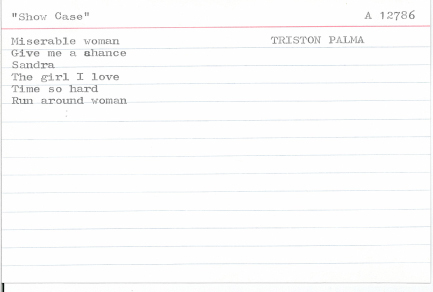 "Show Case" A 12786
Miserable woman TRISTON PALMA
Give me a chance
Sandra
The girl I love
Time so hard
Run around woman